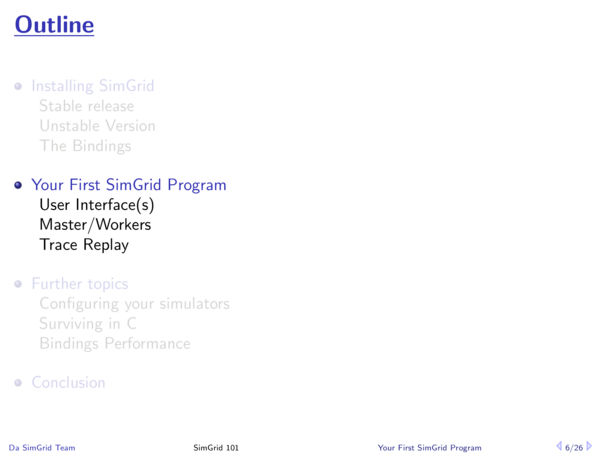 Outline
Installing SimGrid
Stable release
Unstable Version
The Bindings
Your First SimGrid Program
User Interface(s)
Master/Workers
Trace Replay
Further topics
Configuring your simulators
Surviving in C
Bindings Performance
Conclusion
Da SimGrid Team
SimGrid 101
Your First SimGrid Program
6/26